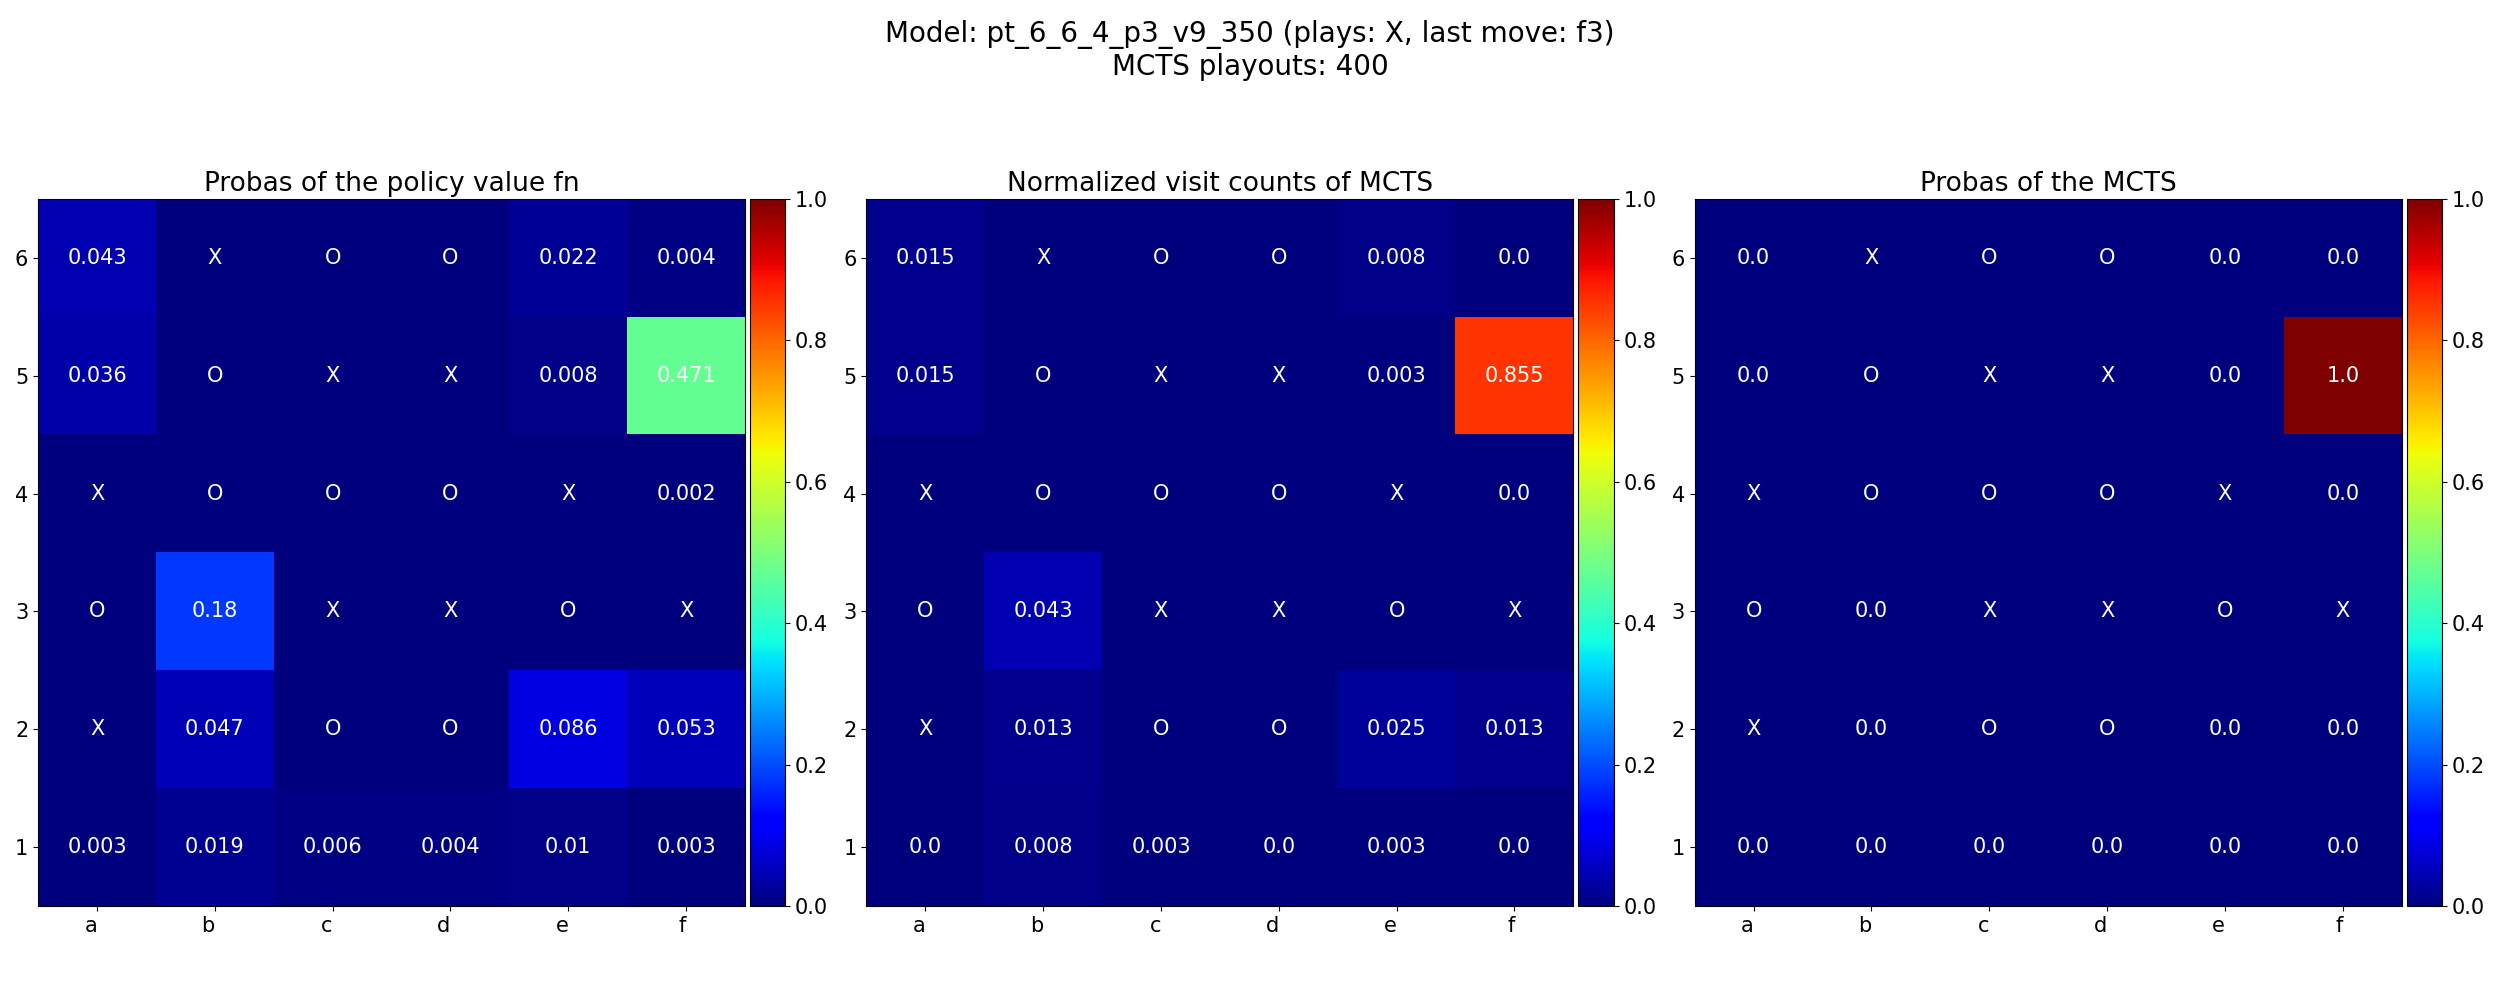 Model: pt_6_6_4_p3_v9_350 (plays: X, last move: f3)
MCTS playouts: 400
Probas of the policy value fn
6 0.043 X O O 0.022 0.004
5 0.036 O X X 0.008 0.471
4 X O O O X 0.002
3 O 0.18 X X O X
2 X 0.047 O O 0.086 0.053
1 0.003 0.019 0.006 0.004 0.01 0.003
a b c d e f
1.0
0.8
0.6
0.4
0.2
0.0
Normalized visit counts of MCTS
6 0.015 X O O 0.008 0.0
5 0.015 O X X 0.003 0.855
4 X O O O X 0.0
3 O 0.043 X X O X
2 X 0.013 O O 0.025 0.013
1 0.0 0.008 0.003 0.0 0.003 0.0
a b c d e f
1.0
0.8
0.6
0.4
0.2
0.0
Probas of the MCTS
6 0.0 X O O 0.0 0.0
5 0.0 O X X 0.0 1.0
4 X O O O X 0.0
3 O 0.0 X X O X
2 X 0.0 O O 0.0 0.0
1 0.0 0.0 0.0 0.0 0.0 0.0
a b c d e f
1.0
0.8
0.6
0.4
0.2
0.0